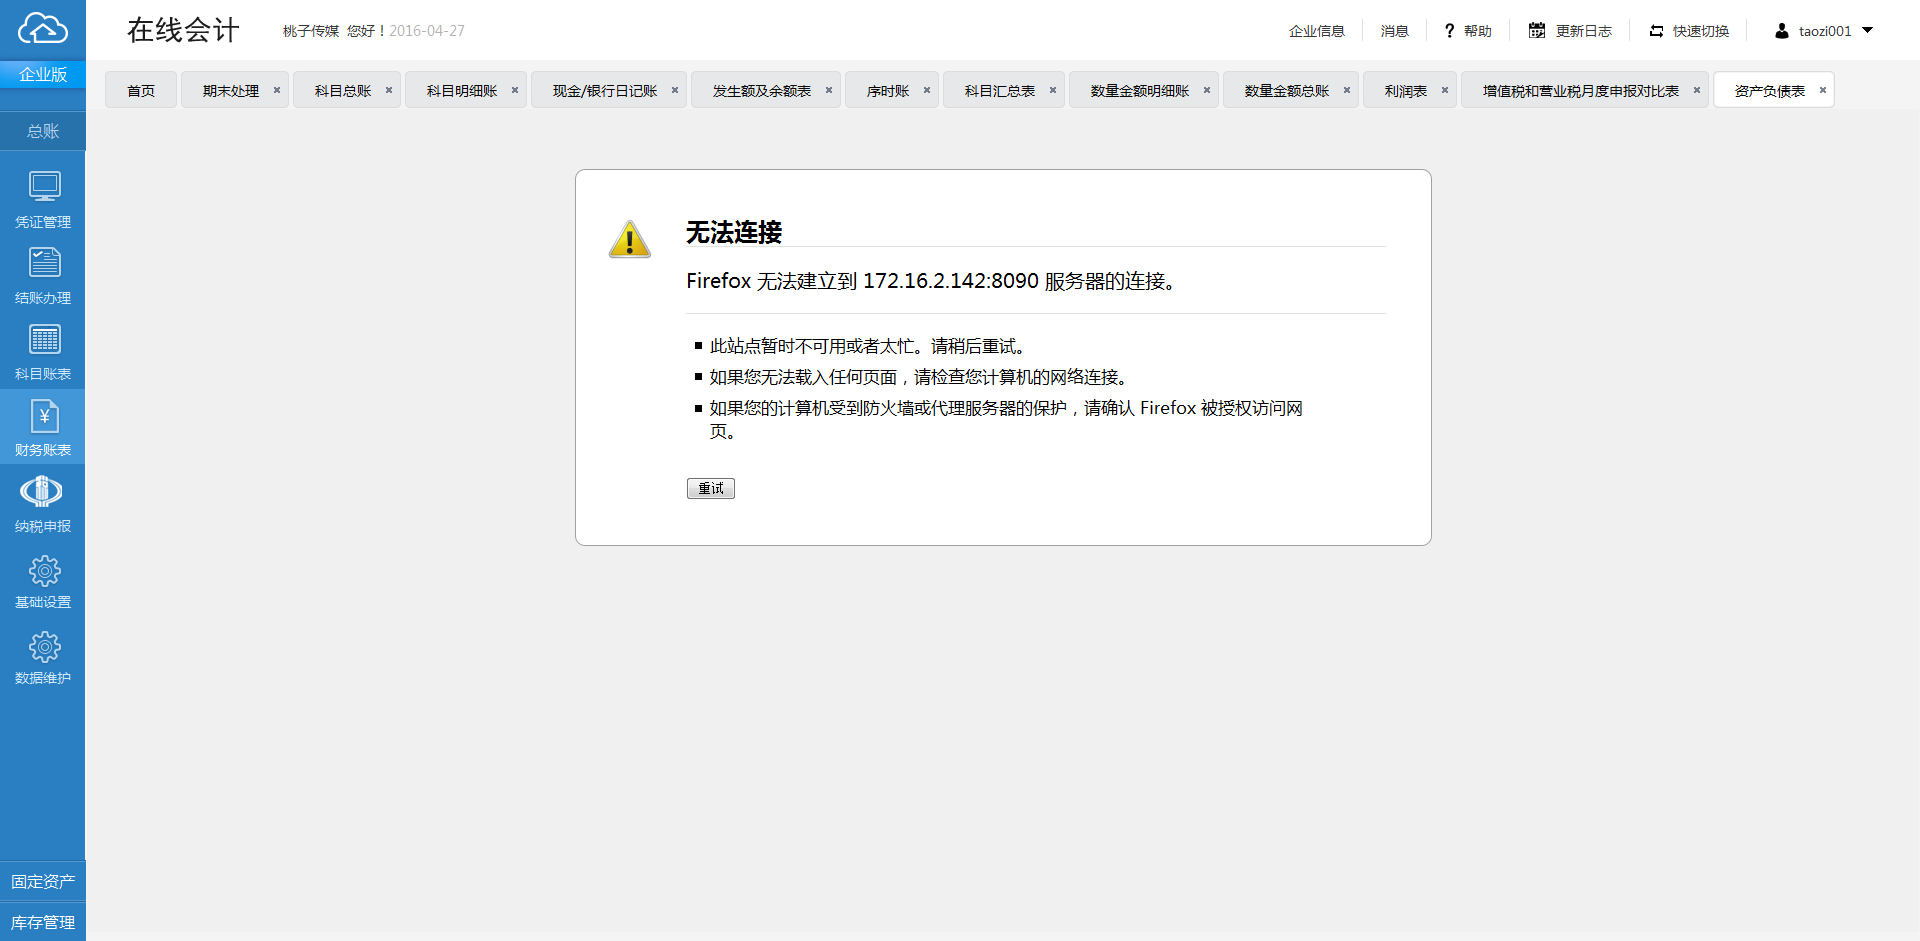 在线会计
桃子传媒 您好！2016-04-27
企业信息
消息
? 帮助
更新日志
快速切换
taozi001
企业版
首页
期末处理 ×
科目总账 ×
科目明细账 ×
现金/银行日记账 ×
发生额及余额表 ×
序时账 ×
科目汇总表 ×
数量金额明细账 ×
数量金额总账 ×
利润表 ×
增值税和营业税月度申报对比表 ×
资产负债表 ×
总账
凭证管理
结账办理
科目账表
¥
财务账表
纳税申报
基础设置
数据维护
固定资产
库存管理
无法连接
Firefox 无法建立到 172.16.2.142:8090 服务器的连接。
此站点暂时不可用或者太忙。请稍后重试。
如果您无法载入任何页面，请检查您计算机的网络连接。
如果您的计算机受到防火墙或代理服务器的保护，请确认 Firefox 被授权访问网
页。
重试